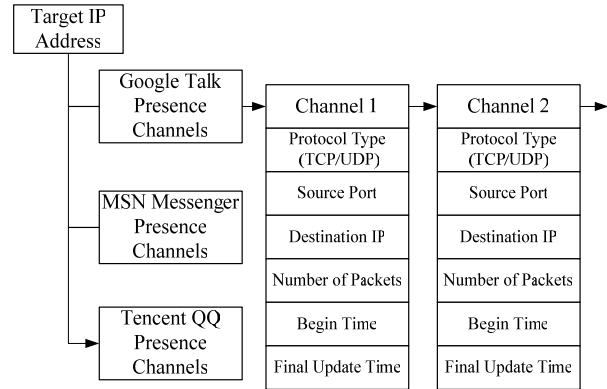 Target IP
Address
Google Talk
Presence
Channels
MSN Messenger
Presence
Channels
Tencent QQ
Presence
Channels
Channel 1
Protocol Type
(TCP/UDP)
Source Port
Destination IP
Number of Packets
Begin Time
Final Update Time
Channel 2
Protocol Type
(TCP/UDP)
Source Port
Destination IP
Number of Packets
Begin Time
Final Update Time